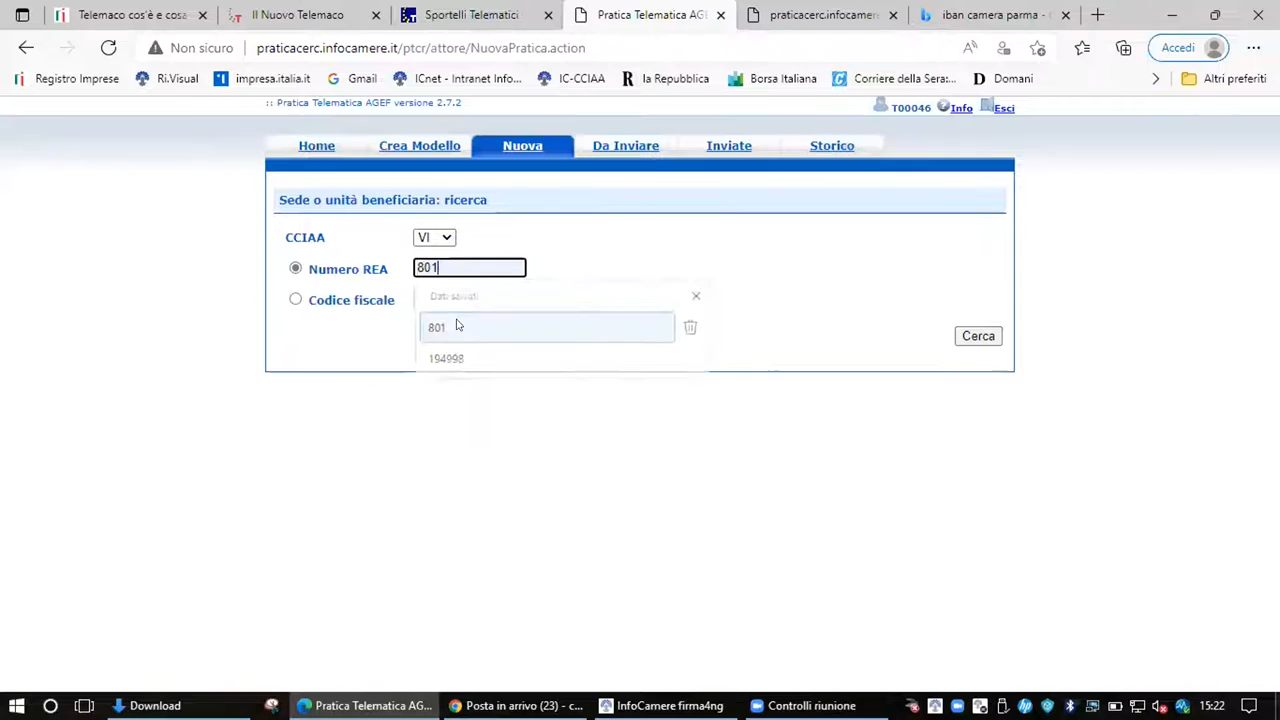 Telemaco cos'è e cosa
Il Nuovo Telemaco
Sportelli Telematici
Pratica Telematica AGE
praticacerc.infocamere
iban camera parma - (
Non sicuro
praticacerc.infocamere.it/ptcr/attore/NuovaPratica.action
Accedi
Registro Imprese
Ri.Visual
impresa.italia.it
Gmail
ICnet - Intranet Info...
IC-CCIAA
la Repubblica
Borsa Italiana
Corriere della Sera:...
Domani
Altri preferiti
:: Pratica Telematica AGEF versione 2.7.2
T00046
Info
Esci
Home
Crea Modello
Nuova
Da Inviare
Inviate
Storico
Sede o unità beneficiaria: ricerca
CCIAA
VI
Numero REA
801
Codice fiscale
Dati salvati
801
194998
Cerca
Download
Pratica Telematica AG...
Posta in arrivo (23) - c...
InfoCamere firma4ng
Controlli riunione
15:22